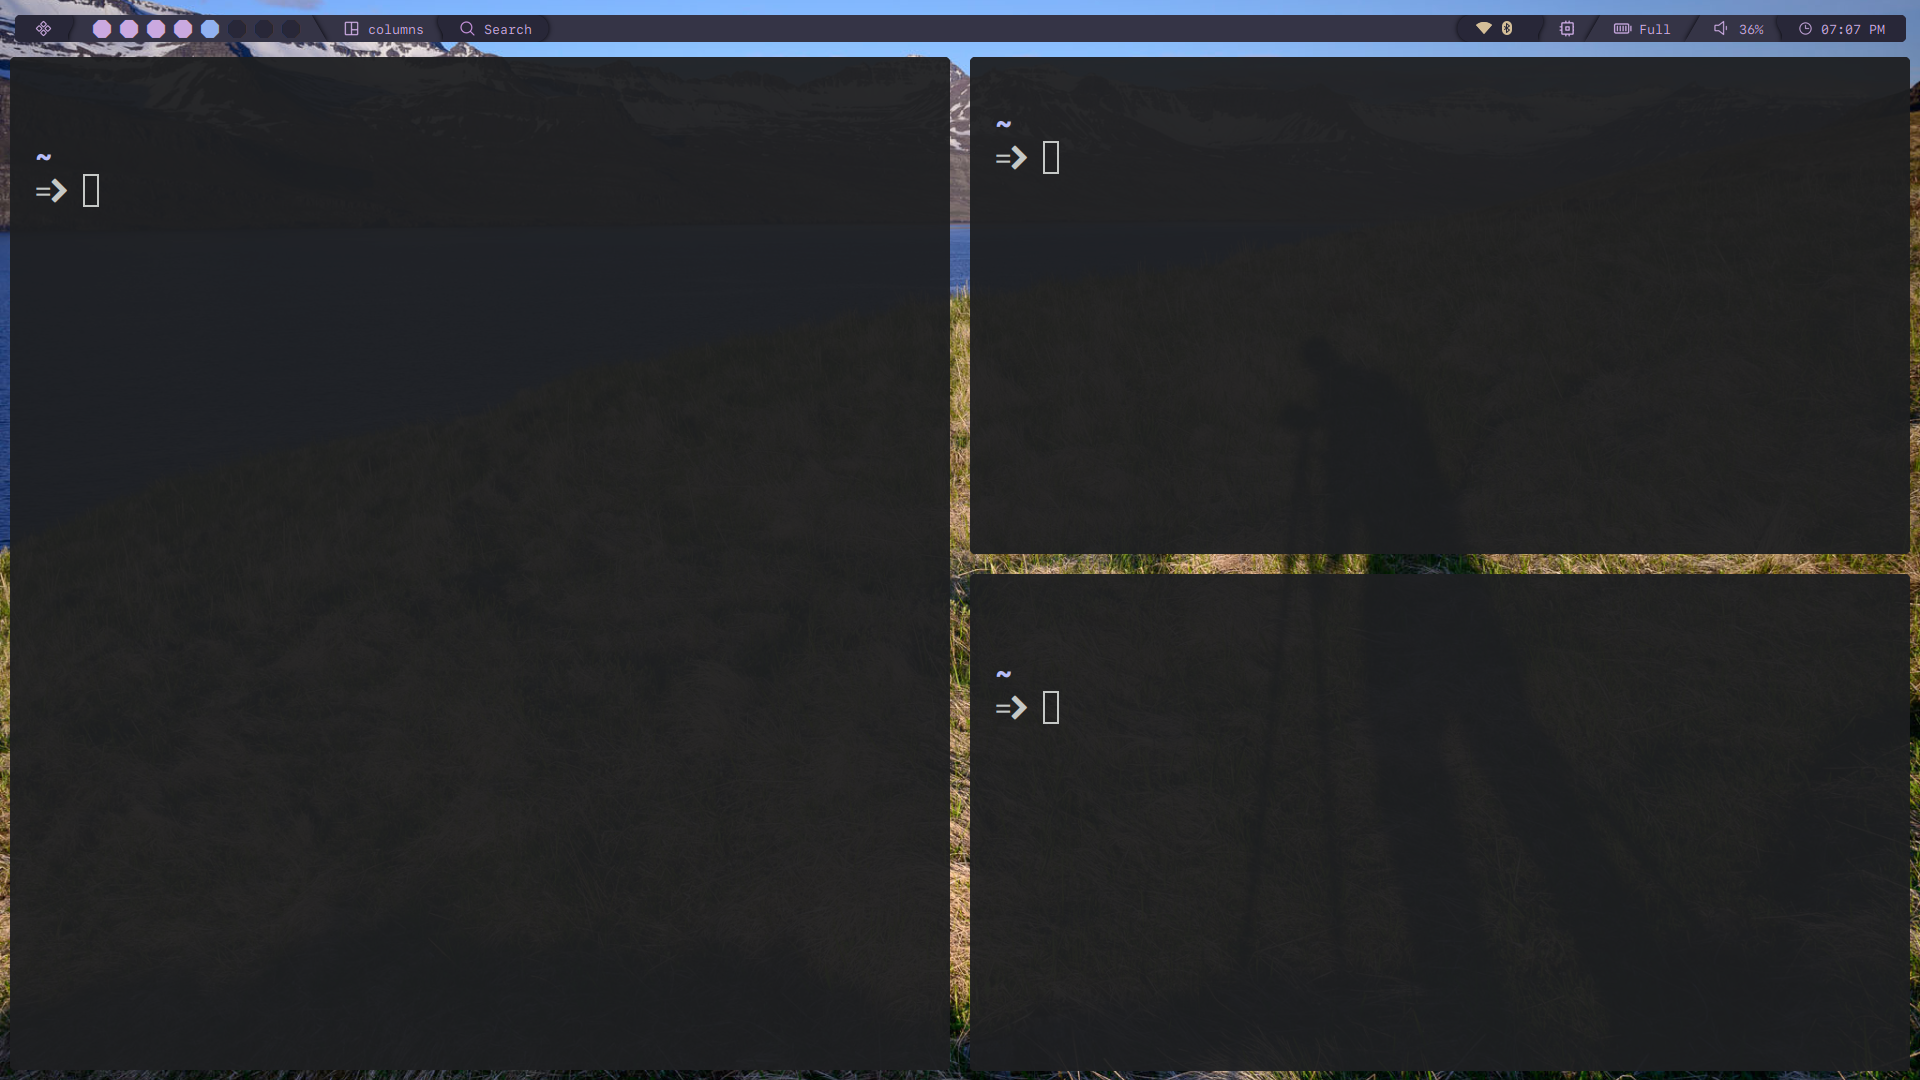 columns
Search
Full
36%
07:07 PM
~
=>
~
=>
~
=>